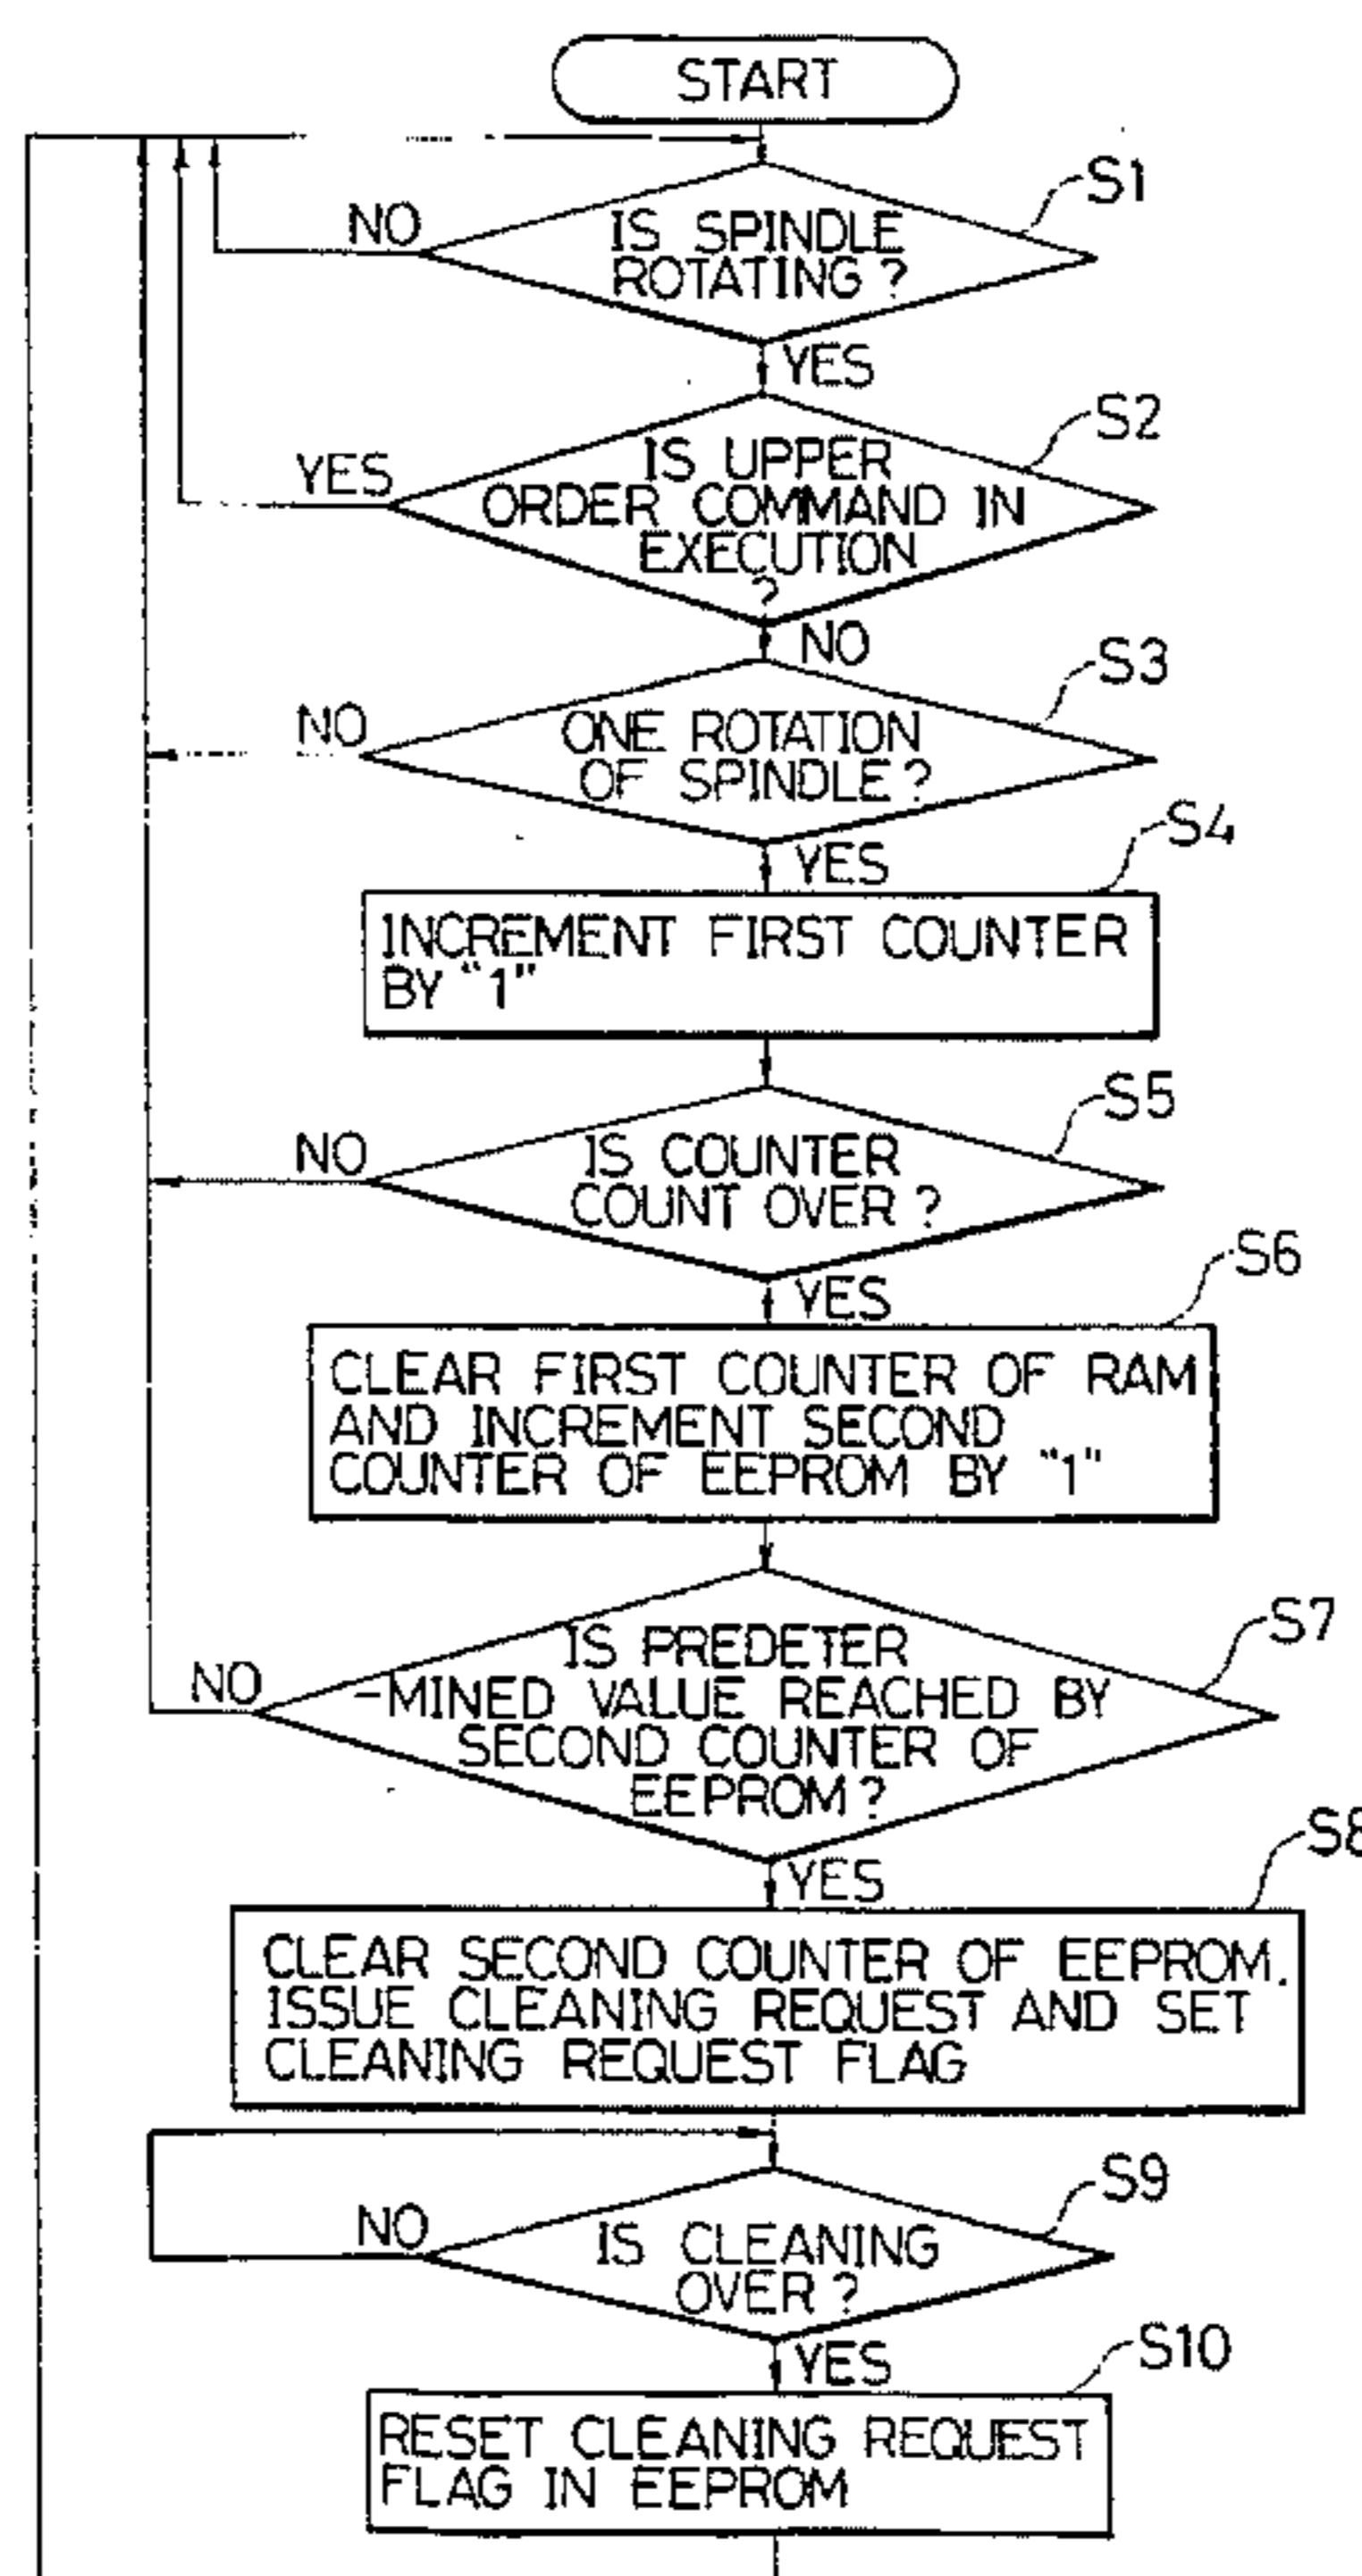 START
S1
NO
IS SPINDLE
ROTATING?
YES
S2
YES
IS UPPER
ORDER COMMAND IN
EXECUTION
?
NO
S3
NO
ONE ROTATION
OF SPINDLE?
YES
S4
INCREMENT FIRST COUNTER
BY "1"
S5
NO
IS COUNTER
COUNT OVER?
YES
S6
CLEAR FIRST COUNTER OF RAM
AND INCREMENT SECOND
COUNTER OF EEPROM BY "1"
S7
NO
IS PREDETER
-MINED VALUE REACHED BY
SECOND COUNTER OF
EEPROM?
YES
S8
CLEAR SECOND COUNTER OF EEPROM.
ISSUE CLEANING REQUEST AND SET
CLEANING REQUEST FLAG
S9
NO
IS CLEANING
OVER?
YES
S10
RESET CLEANING REQUEST
FLAG IN EEPROM